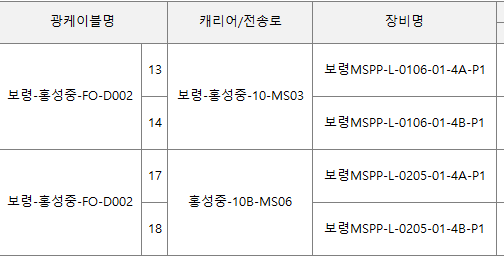 광케이블명 캐리어/전송로 장비명
보령-홍성중-FO-D002 13 보령-홍성중-10-MS03 보령MSPP-L-0106-01-4A-P1
14 보령MSPP-L-0106-01-4B-P1
보령-홍성중-FO-D002 17 홍성중-10B-MS06 보령MSPP-L-0205-01-4A-P1
18 보령MSPP-L-0205-01-4B-P1